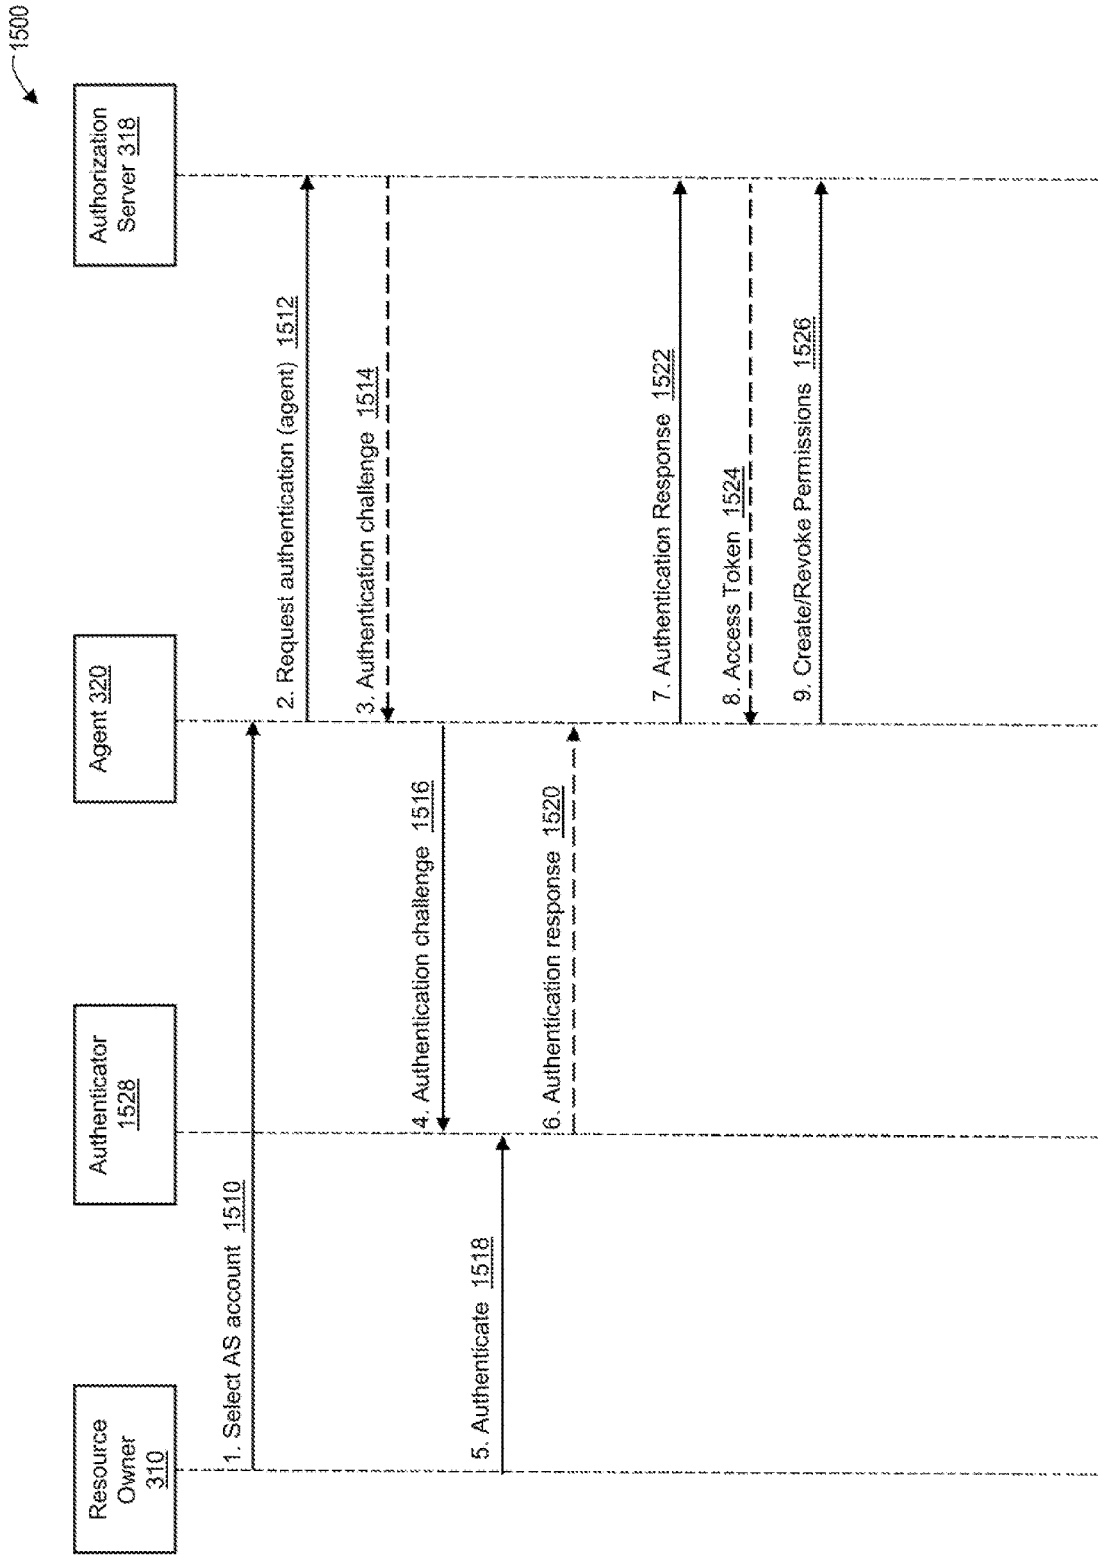 1500
Resource
Owner
310
Authenticator
1528
Agent 320
Authorization
Server 318
1. Select AS account 1510
2. Request authentication (agent) 1512
3. Authentication challenge 1514
4. Authentication challenge 1516
5. Authenticate 1518
6. Authentication response 1520
7. Authentication Response 1522
8. Access Token 1524
9. Create/Revoke Permissions 1526